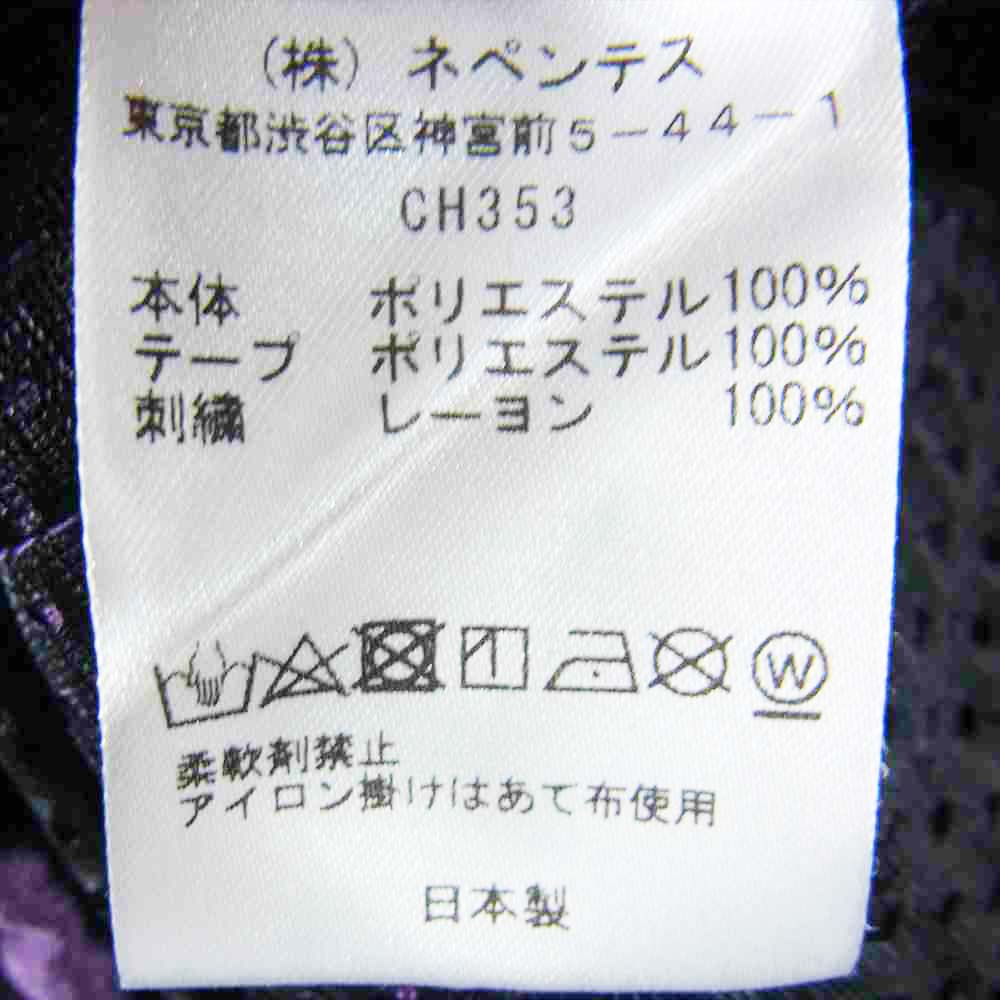 (株) ネペンテス
東京都渋谷区神宮前5-44-1
CH353
本体 ポリエステル100%
テープ ポリエステル100%
刺繍 レーヨン 100%
W
柔軟剤禁止
アイロン掛けはあて布使用
日本製